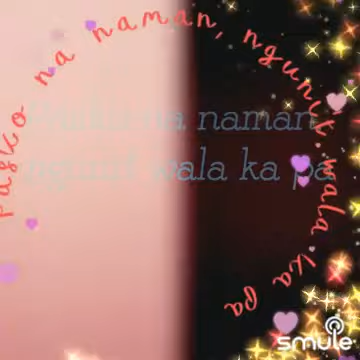 pasko na naman, ngunit wala ka pa
Pasko na naman,
ngunit wala ka pa
smule